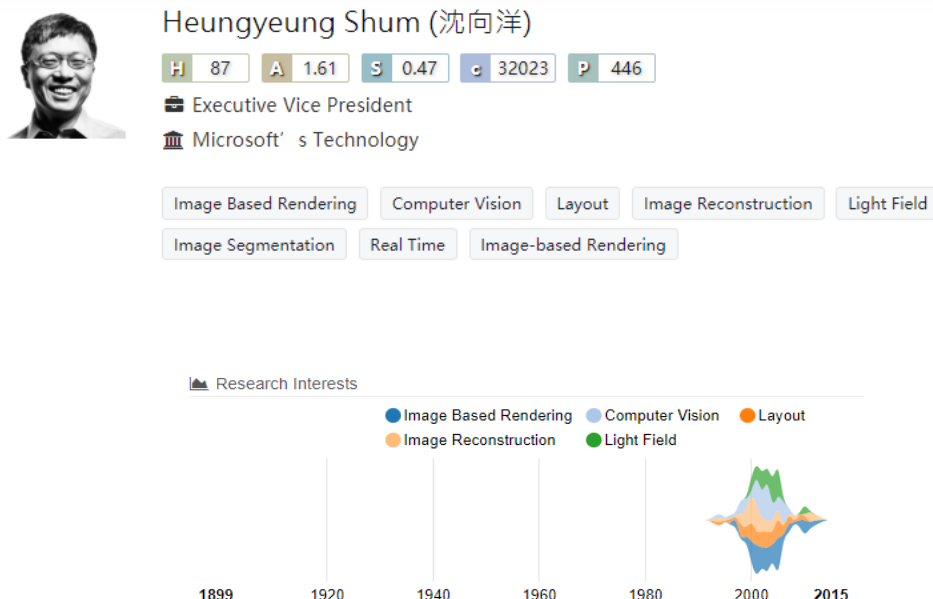 Heungyeung Shum (沈向洋)
H 87 A 1.61 S 0.47 c 32023 P 446
Executive Vice President
Microsoft’ s Technology
Image Based Rendering Computer Vision Layout Image Reconstruction Light Field
Image Segmentation Real Time Image-based Rendering
Research Interests
Image Based Rendering Computer Vision Layout
Image Reconstruction Light Field
1899 1920 1940 1960 1980 2000 2015